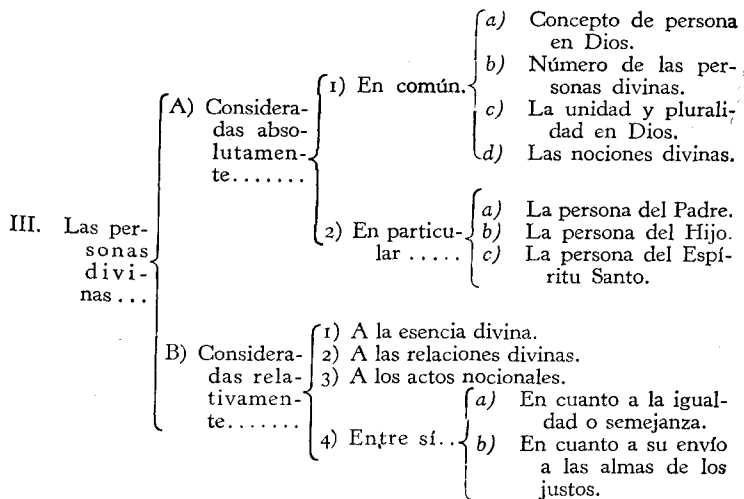 III. Las per-
sonas
divi-
nas ...
A) Considera-
das abso-
lutamen-
te.......
1) En común.
a) Concepto de persona
en Dios.
b) Número de las per-
sonas divinas.
c) La unidad y plurali-
dad en Dios.
d) Las nociones divinas.
2) En particu-
lar .....
a) La persona del Padre.
b) La persona del Hijo.
c) La persona del Espí-
ritu Santo.
B) Considera-
das rela-
tivamen-
te.......
1) A la esencia divina.
2) A las relaciones divinas.
3) A los actos nocionales.
4) Entre sí..
a) En cuanto a la igual-
dad o semejanza.
b) En cuanto a su envío
a las almas de los
justos.